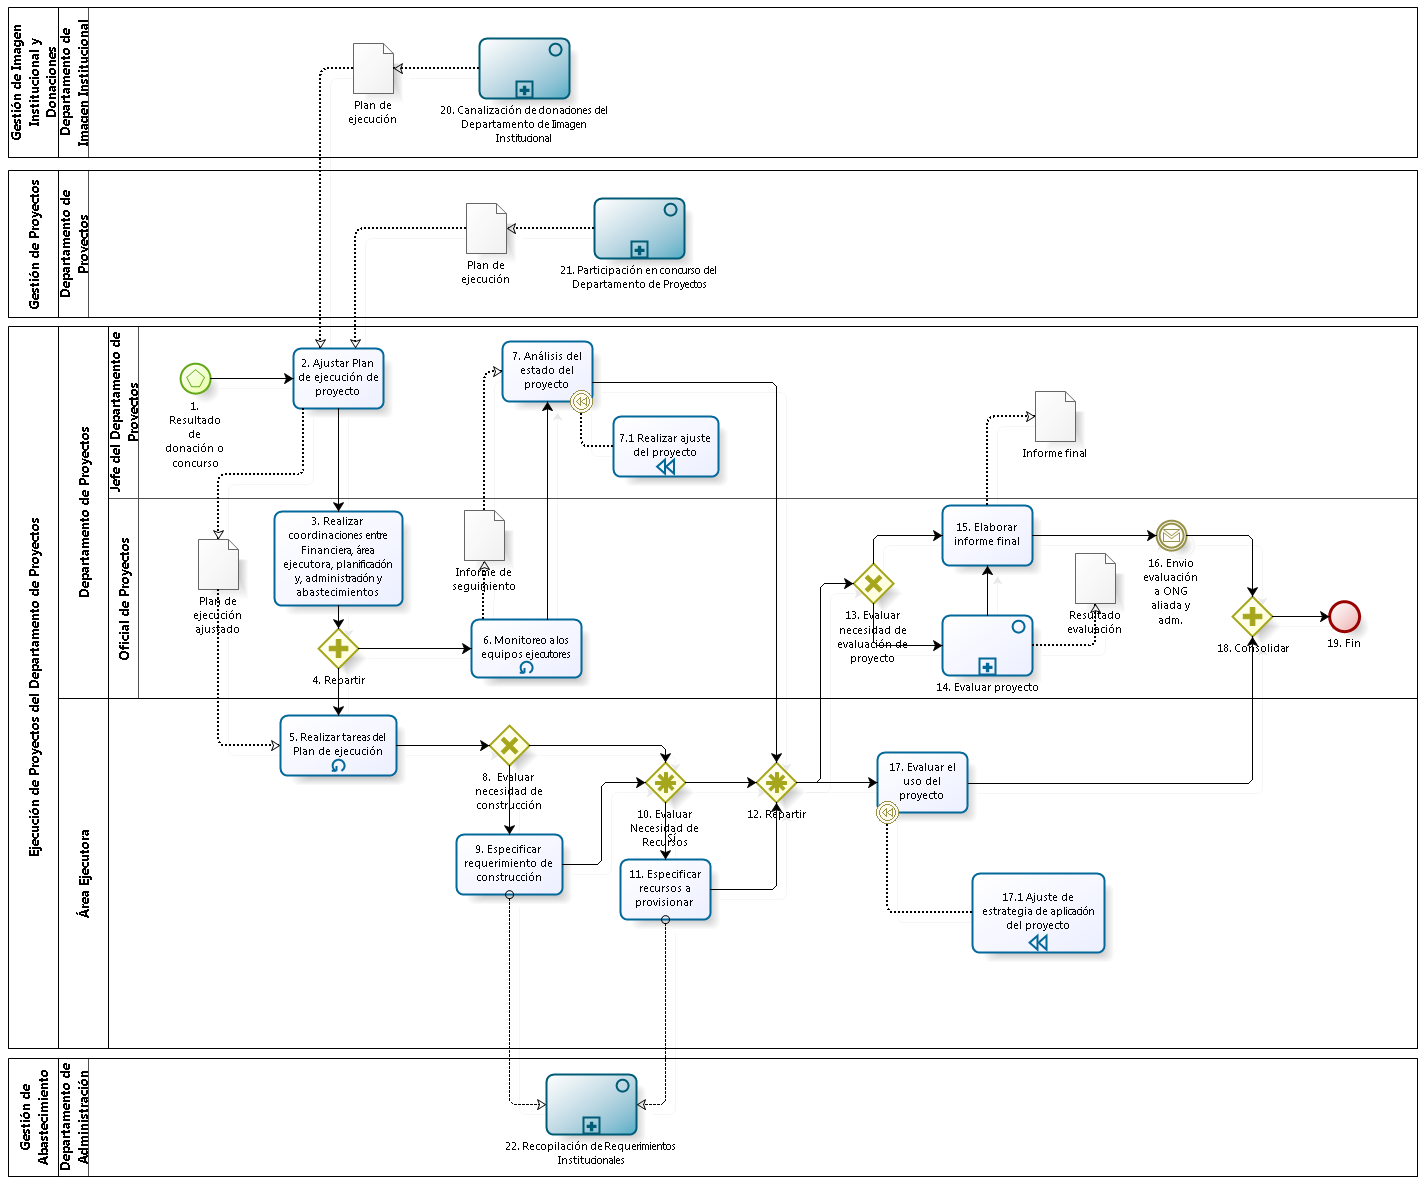 Gestión de Imagen
Institucional y
Donaciones
Departamento de
Imagen Institucional
Plan de
ejecución
20. Canalización de donaciones del
Departamento de Imagen
Institucional
Gestión de Proyectos
Departamento de
Proyectos
Plan de
ejecución
21. Participación en concurso del
Departamento de Proyectos
Ejecución de Proyectos del Departamento de Proyectos
Departamento de Proyectos
Jefe del Departamento de
Proyectos
1.
Resultado
de
donación o
concurso
2. Ajustar Plan
de ejecución de
proyecto
7. Análisis del
estado del
proyecto
7.1 Realizar ajuste
del proyecto
Informe final
Oficial de Proyectos
Plan de
ejecución
ajustado
3. Realizar
coordinaciones entre
Financiera, área
ejecutora, planificación
y, administración y
abastecimientos
4. Repartir
Informe de
seguimiento
6. Monitoreo a los
equipos ejecutores
13. Evaluar
necesidad de
evaluación de
proyecto
15. Elaborar
informe final
14. Evaluar proyecto
Resultado
evaluación
16. Envio
evaluación
a ONG
aliada y
adm.
18. Consolidar
19. Fin
Área Ejecutora
5. Realizar tareas del
Plan de ejecución
8. Evaluar
necesidad de
construcción
9. Especificar
requerimiento de
construcción
10. Evaluar
Necesidad de
Recursos
Sí
11. Especificar
recursos a
provisionar
12. Repartir
17. Evaluar el
uso del
proyecto
17.1 Ajuste de
estrategia de aplicación
del proyecto
Gestión de
Abastecimiento
Departamento de
Administración
22. Recopilación de Requerimientos
Institucionales